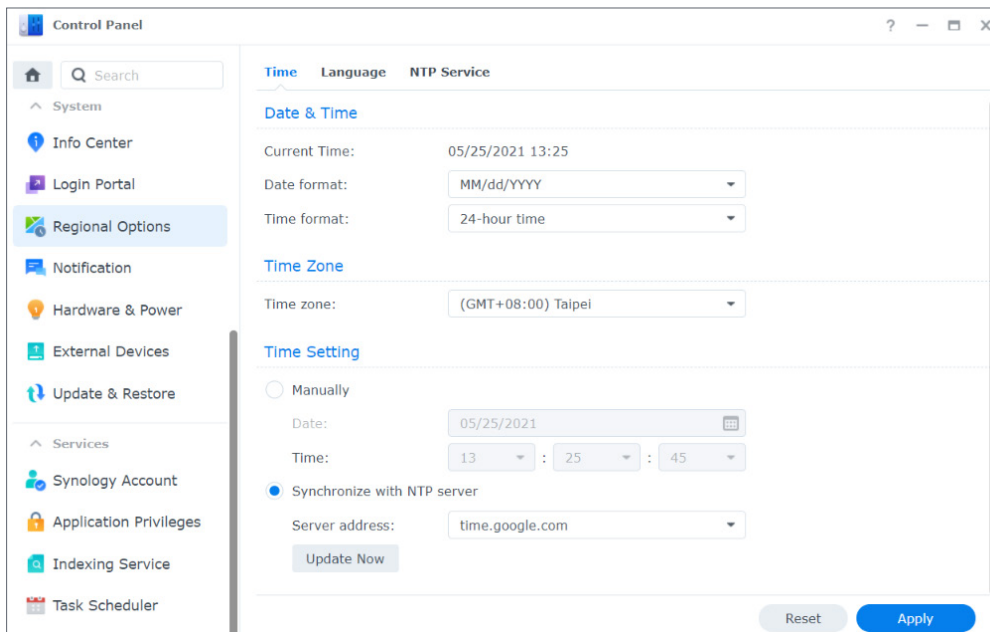 Control Panel
?
Search
System
Info Center
Login Portal
Regional Options
Notification
Hardware & Power
External Devices
Update & Restore
Services
Synology Account
Application Privileges
Indexing Service
Task Scheduler
Time Language NTP Service
Date & Time
Current Time: 05/25/2021 13:25
Date format: MM/dd/YYYY
Time format: 24-hour time
Time Zone
Time zone: (GMT+08:00) Taipei
Time Setting
Manually
Date: 05/25/2021
Time: 13 : 25 : 45
Synchronize with NTP server
Server address: time.google.com
Update Now
Reset Apply